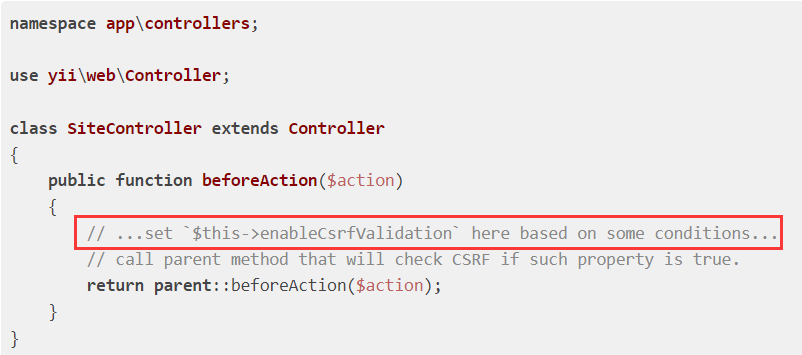 namespace app\controllers;
use yii\web\Controller;
class SiteController extends Controller
{
public function beforeAction($action)
{
// ...set `$this->enableCsrfValidation` here based on some conditions...
// call parent method that will check CSRF if such property is true.
return parent::beforeAction($action);
}
}